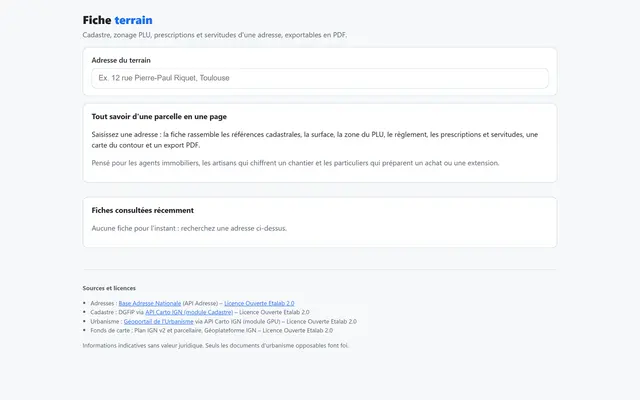 Fiche terrain
Cadastre, zonage PLU, prescriptions et servitudes d'une adresse, exportables en PDF.
Adresse du terrain
Ex. 12 rue Pierre-Paul Riquet, Toulouse
Tout savoir d'une parcelle en une page
Saisissez une adresse : la fiche rassemble les références cadastrales, la surface, la zone du PLU, le règlement, les prescriptions et servitudes, une
carte du contour et un export PDF.
Pensé pour les agents immobiliers, les artisans qui chiffrent un chantier et les particuliers qui préparent un achat ou une extension.
Fiches consultées récemment
Aucune fiche pour l'instant : recherchez une adresse ci-dessus.
Sources et licences
• Adresses : Base Adresse Nationale (API Adresse) – Licence Ouverte Etalab 2.0
• Cadastre : DGFiP via API Carto IGN (module Cadastre) – Licence Ouverte Etalab 2.0
• Urbanisme : Géoportail de l'Urbanisme via API Carto IGN (module GPU) – Licence Ouverte Etalab 2.0
• Fonds de carte : Plan IGN v2 et parcellaire, Géoplateforme IGN – Licence Ouverte Etalab 2.0
Informations indicatives sans valeur juridique. Seuls les documents d'urbanisme opposables font foi.